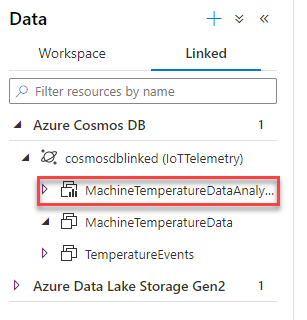 Data
Workspace Linked
Filter resources by name
Azure Cosmos DB 1
cosmosdblinked (IoTTelemetry)
MachineTemperatureDataAnaly...
MachineTemperatureData
TemperatureEvents
Azure Data Lake Storage Gen2 1